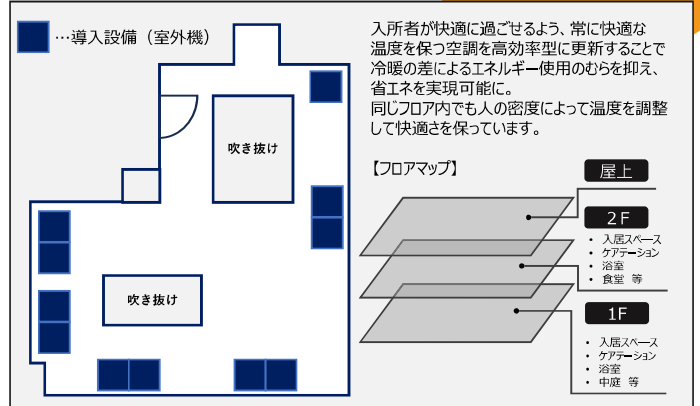 …導入設備（室外機）
入所者が快適に過ごせるよう、常に快適な
温度を保つ空調を高効率型に更新することで
冷暖の差によるエネルギー使用のむらを抑え、
省エネを実現可能に。
同じフロア内でも人の密度によって温度を調整
して快適さを保っています。
吹き抜け
吹き抜け
【フロアマップ】
屋上
2F
• 入居スペース
• ケアテーション
• 浴室
• 食堂 等
1F
• 入居スペース
• ケアテーション
• 浴室
• 中庭 等